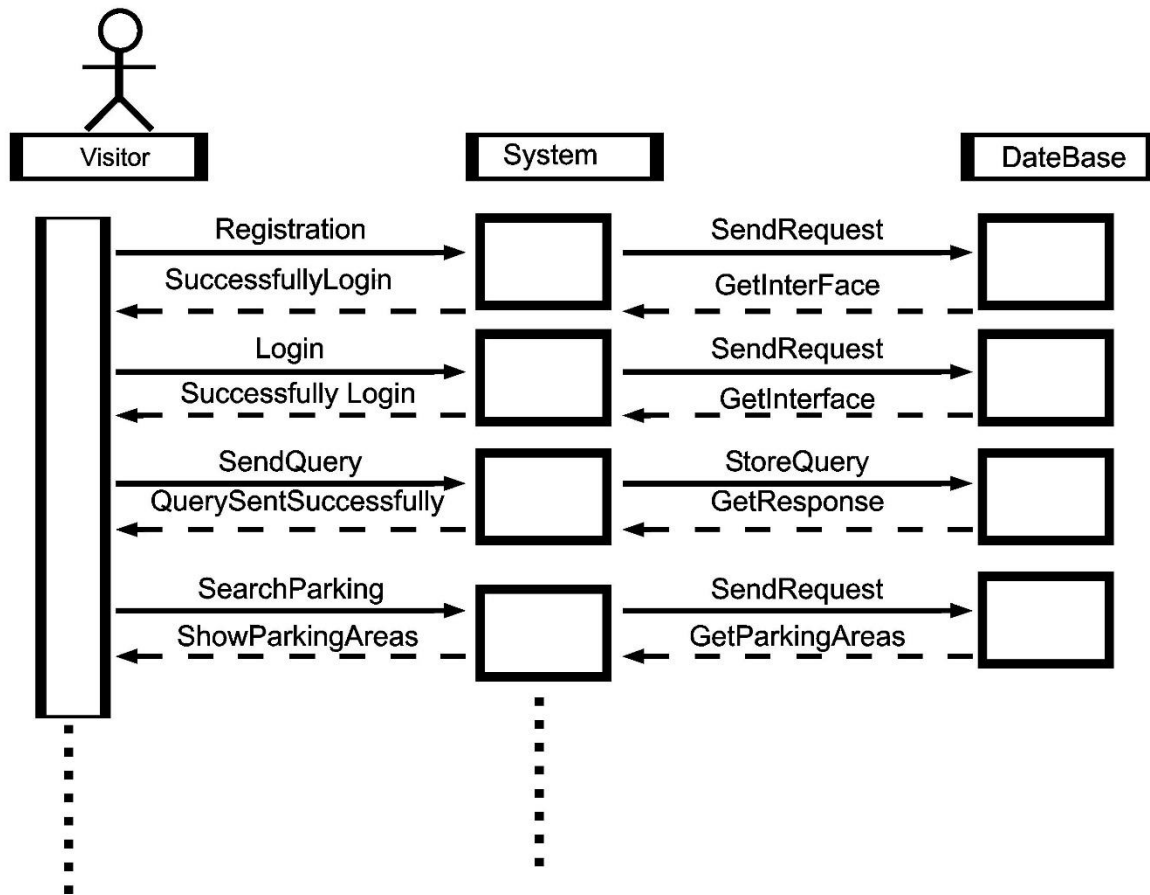 Visitor
System
DateBase
Registration
SendRequest
SuccessfullyLogin
GetInterFace
Login
SendRequest
Successfully Login
GetInterface
SendQuery
StoreQuery
QuerySentSuccessfully
GetResponse
SearchParking
SendRequest
ShowParkingAreas
GetParkingAreas